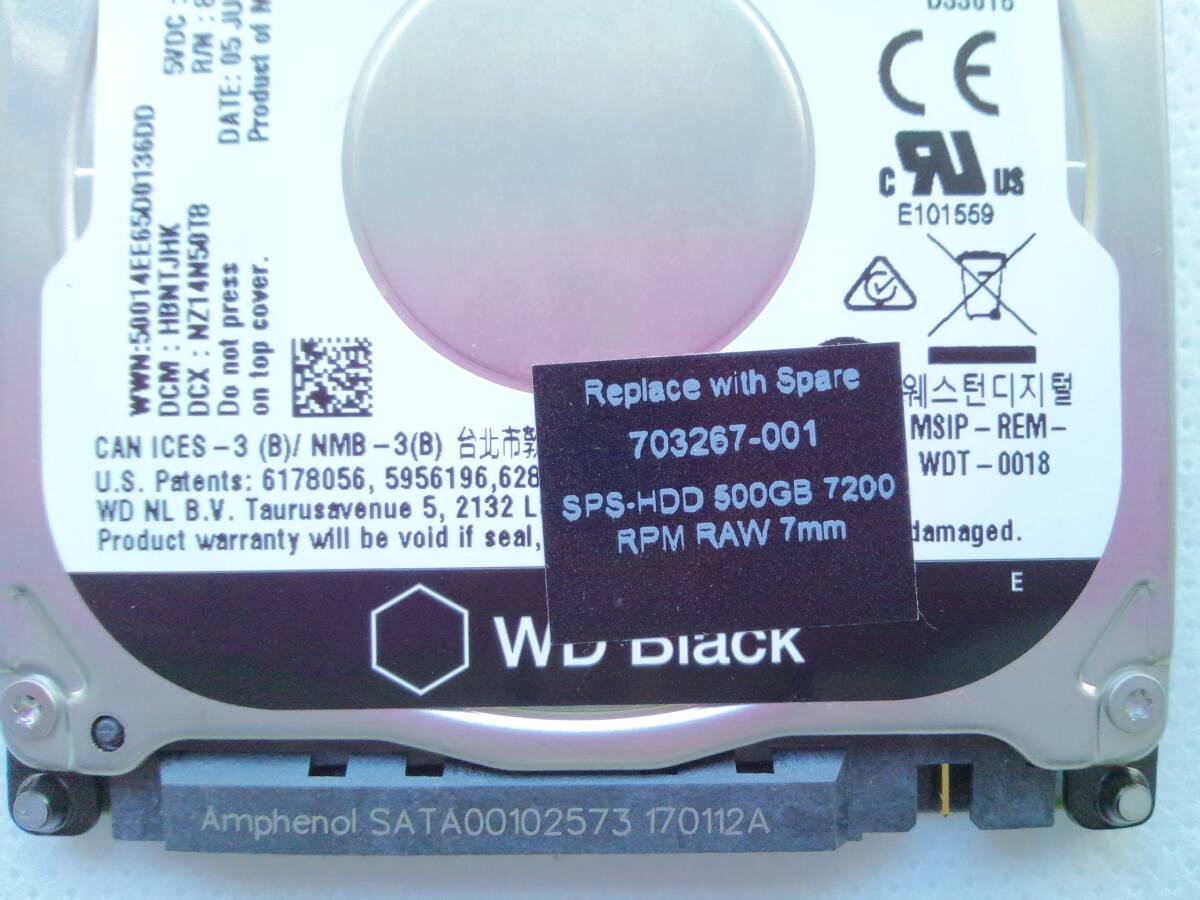 5VDC :
R/N :
DATE: 05 JU
Product of
WWN:50014EE65D0136DD
DCM : HBNTJHK
DCX : NZ14N50T8
Do not press
on top cover.
D33018
CE
C US
E101559
웨스턴디지털
MSIP-REM-
WDT-0018
CAN ICES-3 (B)/ NMB-3(B) 台北市敦
U.S. Patents: 6178056, 5956196,628
WD NL B.V. Taurusavenue 5, 2132 L
Product warranty will be void if seal,
damaged.
Replace with Spare
703267-001
SPS-HDD 500GB 7200
RPM RAW 7mm
E
WD Black
Amphenol SATA00102573 170112A